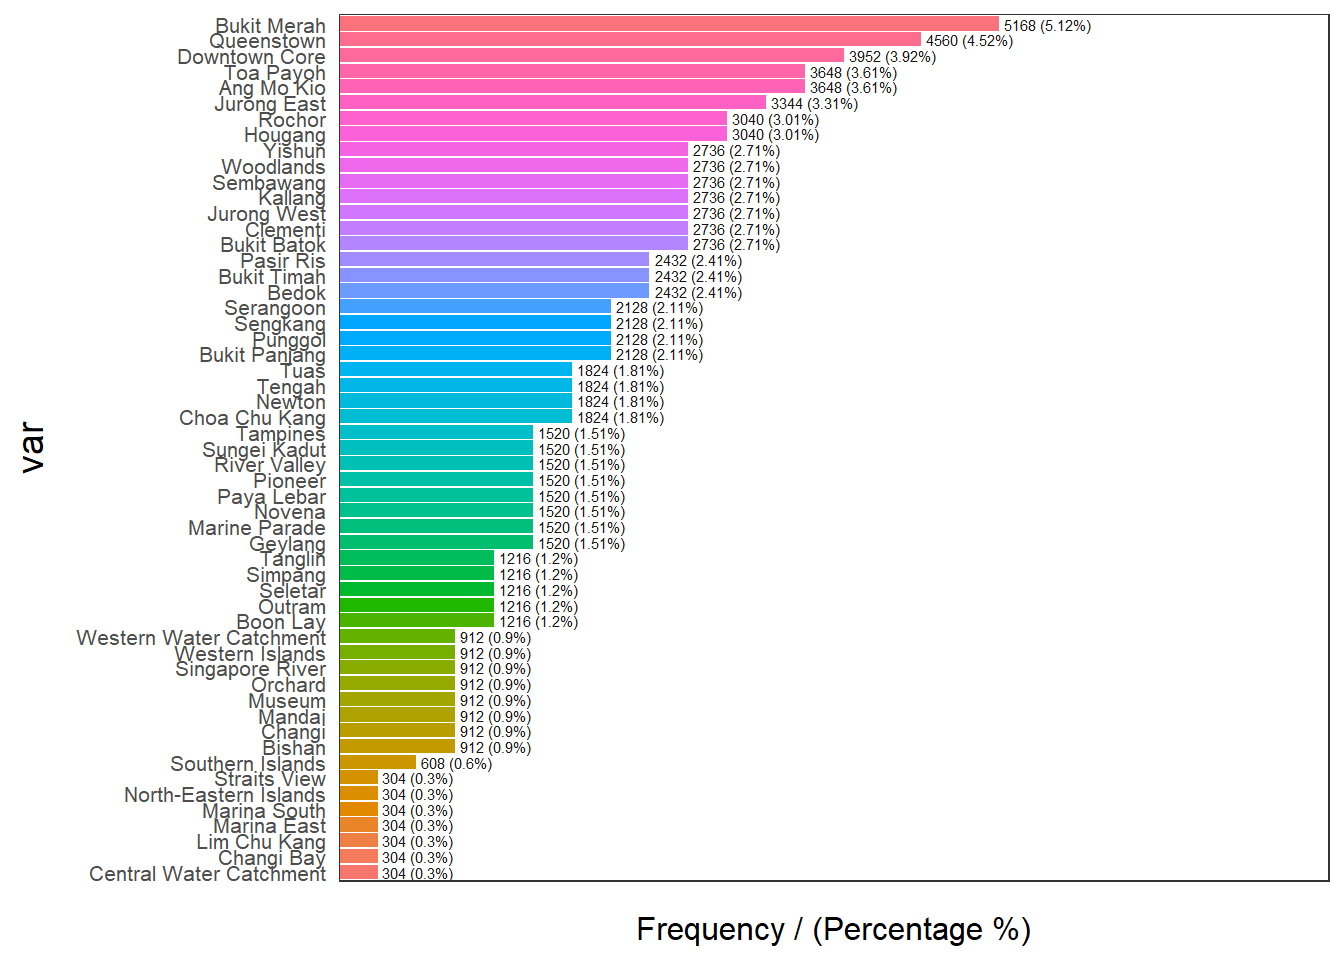 Bukit Merah 5168 (5.12%)
Queenstown 4560 (4.52%)
Downtown Core 3952 (3.92%)
Toa Payoh 3648 (3.61%)
Ang Mo Kio 3648 (3.61%)
Jurong East 3344 (3.31%)
Rochor 3040 (3.01%)
Hougang 3040 (3.01%)
Yishun 2736 (2.71%)
Woodlands 2736 (2.71%)
Sembawang 2736 (2.71%)
Kallang 2736 (2.71%)
Jurong West 2736 (2.71%)
Clementi 2736 (2.71%)
Bukit Batok 2736 (2.71%)
Pasir Ris 2432 (2.41%)
Bukit Timah 2432 (2.41%)
Bedok 2432 (2.41%)
Serangoon 2128 (2.11%)
Sengkang 2128 (2.11%)
Punggol 2128 (2.11%)
Bukit Panjang 2128 (2.11%)
Tuas 1824 (1.81%)
Tengah 1824 (1.81%)
Newton 1824 (1.81%)
Choa Chu Kang 1824 (1.81%)
Tampines 1520 (1.51%)
Sungei Kadut 1520 (1.51%)
River Valley 1520 (1.51%)
Pioneer 1520 (1.51%)
Paya Lebar 1520 (1.51%)
Novena 1520 (1.51%)
Marine Parade 1520 (1.51%)
Geylang 1520 (1.51%)
Tanglin 1216 (1.2%)
Simpang 1216 (1.2%)
Seletar 1216 (1.2%)
Outram 1216 (1.2%)
Boon Lay 1216 (1.2%)
Western Water Catchment 912 (0.9%)
Western Islands 912 (0.9%)
Singapore River 912 (0.9%)
Orchard 912 (0.9%)
Museum 912 (0.9%)
Mandai 912 (0.9%)
Changi 912 (0.9%)
Bishan 912 (0.9%)
Southern Islands 608 (0.6%)
Straits View 304 (0.3%)
North-Eastern Islands 304 (0.3%)
Marina South 304 (0.3%)
Marina East 304 (0.3%)
Lim Chu Kang 304 (0.3%)
Changi Bay 304 (0.3%)
Central Water Catchment 304 (0.3%)
var
Frequency / (Percentage %)